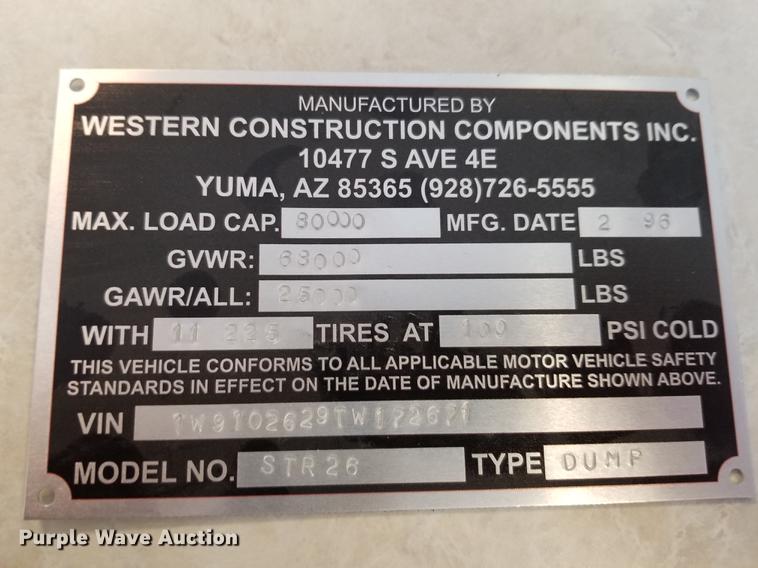 MANUFACTURED BY
WESTERN CONSTRUCTION COMPONENTS INC.
10477 S AVE 4E
YUMA, AZ 85365 (928)726-5555
MAX. LOAD CAP. 80000 MFG. DATE 2 96
GVWR: 68000 LBS
GAWR/ALL: 25000 LBS
WITH 11 225 TIRES AT 100 PSI COLD
THIS VEHICLE CONFORMS TO ALL APPLICABLE MOTOR VEHICLE SAFETY
STANDARDS IN EFFECT ON THE DATE OF MANUFACTURE SHOWN ABOVE.
VIN 1W9TO2629TW172671
MODEL NO. STR26 TYPE DUMP
Purple Wave Auction